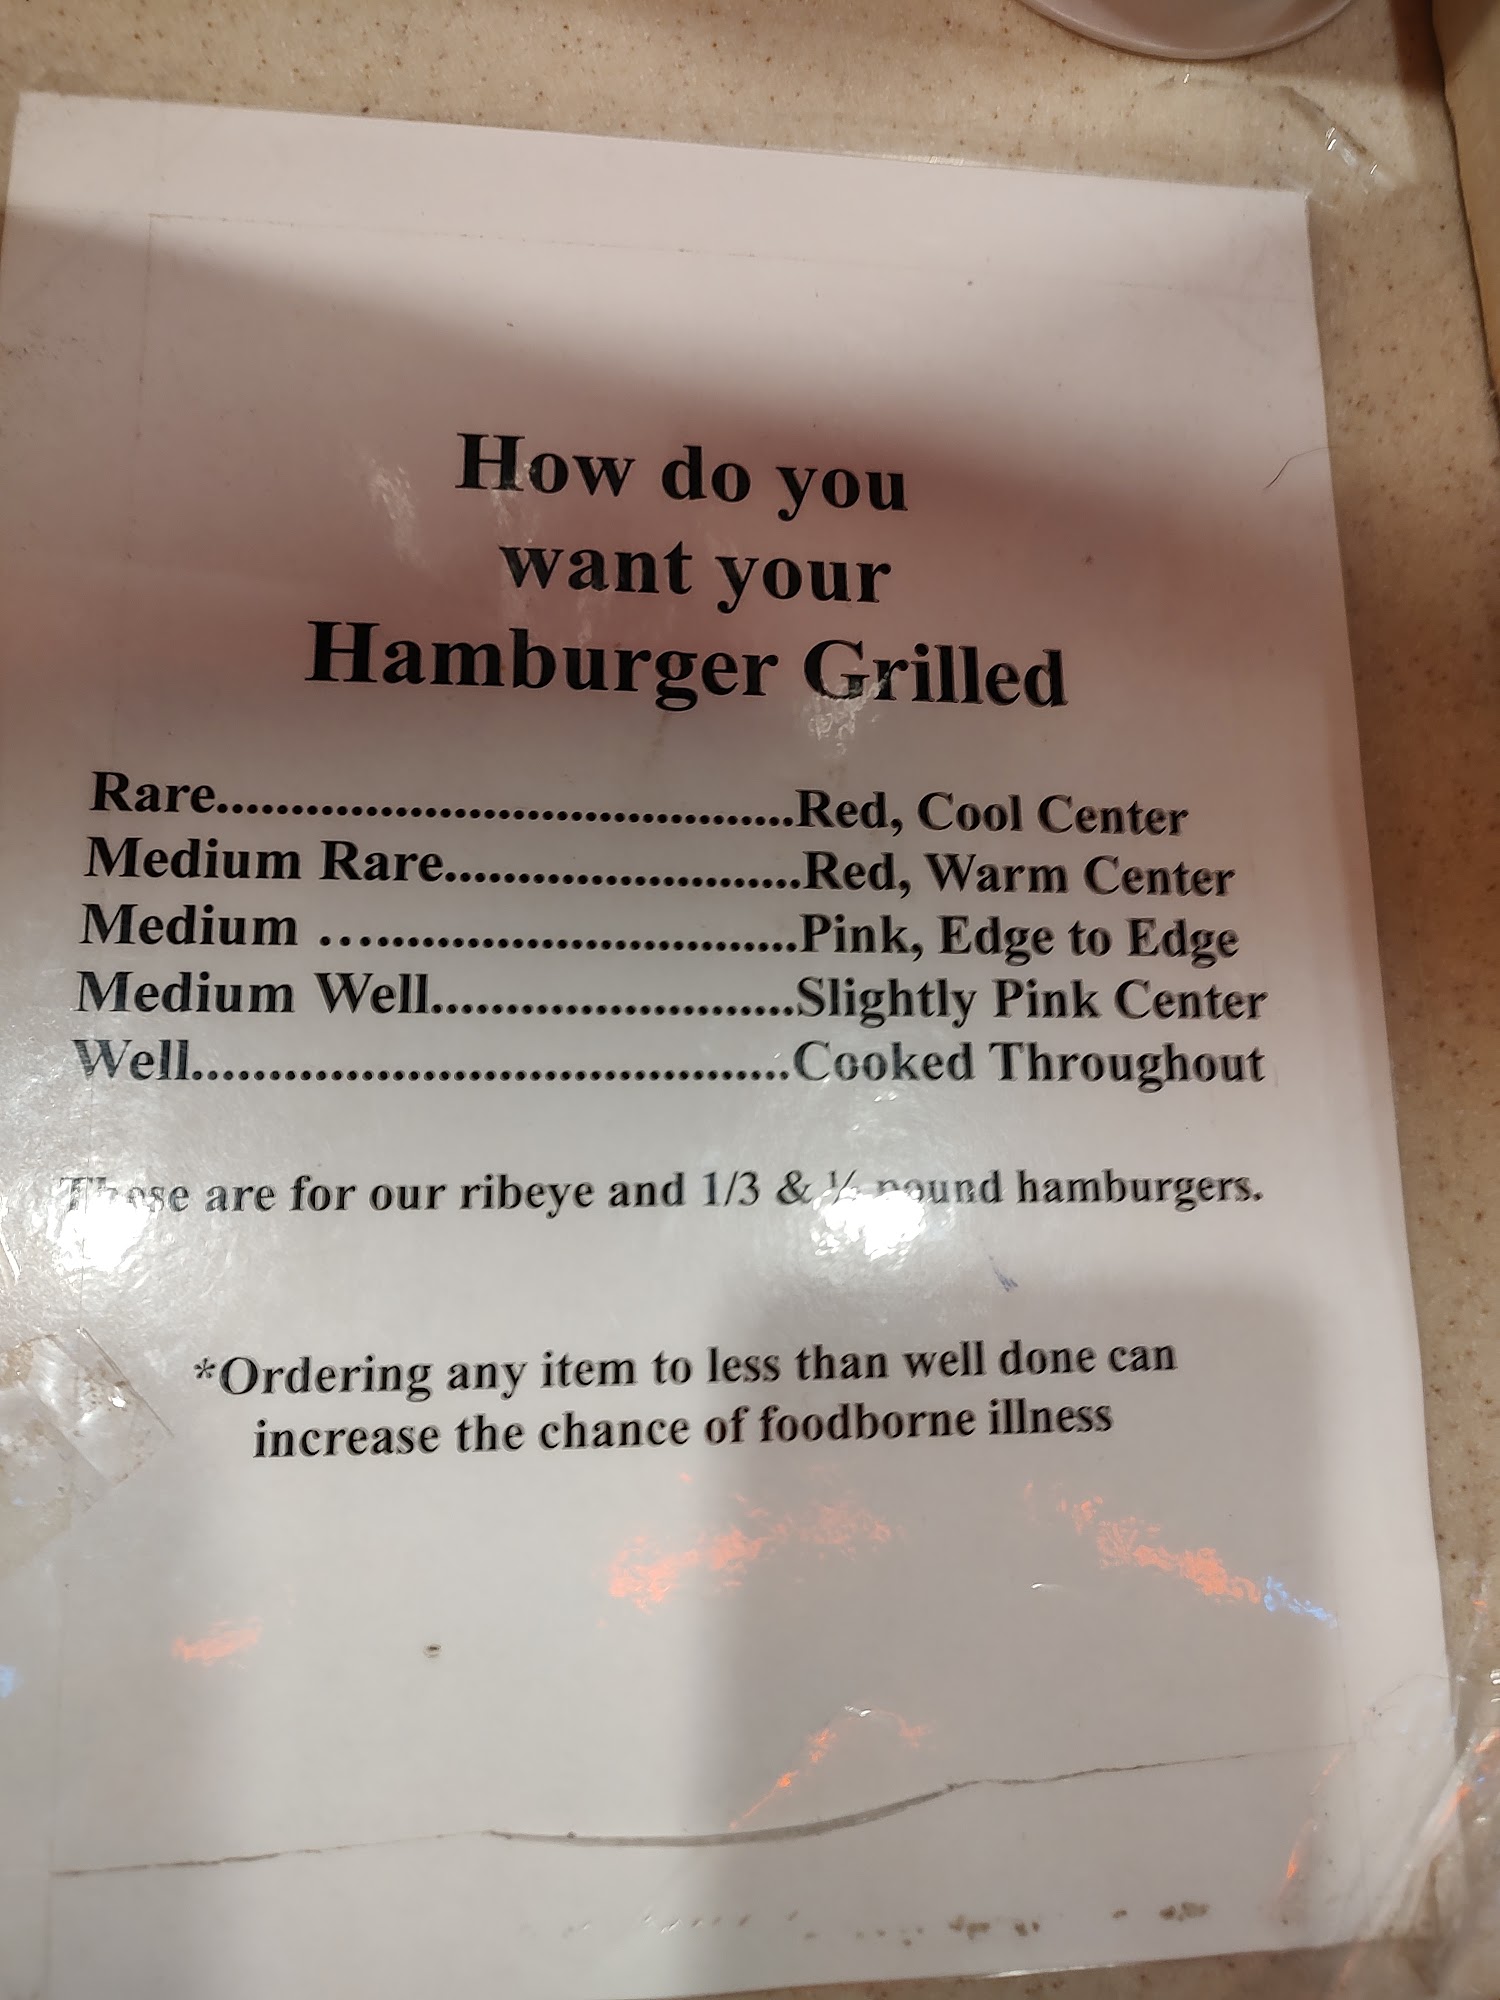 How do you
want your
Hamburger Grilled
Rare......................................Red, Cool Center
Medium Rare........................Red, Warm Center
Medium …............................Pink, Edge to Edge
Medium Well........................Slightly Pink Center
Well.......................................Cooked Throughout
These are for our ribeye and 1/3 & pound hamburgers.
*Ordering any item to less than well done can
increase the chance of foodborne illness